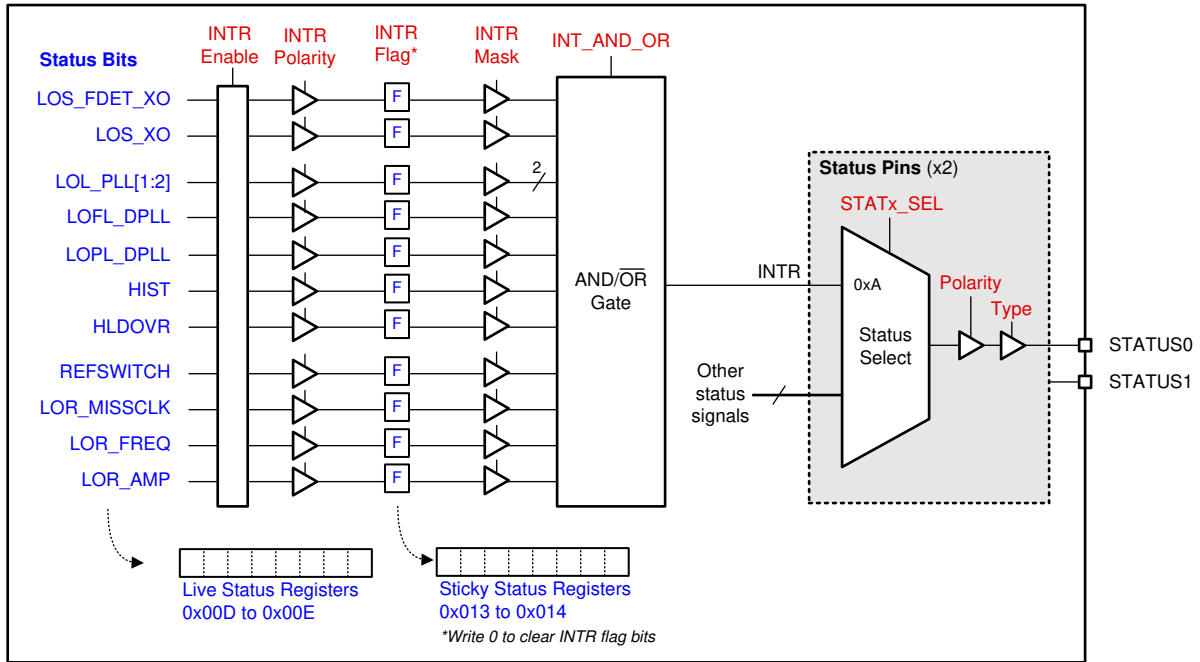 INTR
Enable
INTR
Polarity
INTR
Flag*
INTR
Mask
INT_AND_OR
Status Bits
LOS_FDET_XO
F
LOS_XO
F
LOL_PLL[1:2]
F
2
LOFL_DPLL
F
LOPL_DPLL
F
HIST
F
HLDOVR
F
REFSWITCH
F
LOR_MISSCLK
F
LOR_FREQ
F
LOR_AMP
F
AND/OR
Gate
INTR
Status Pins (x2)
STATx_SEL
0xA
Status
Select
Polarity
Type
Other
status
signals
STATUS0
STATUS1
Live Status Registers
0x00D to 0x00E
Sticky Status Registers
0x013 to 0x014
*Write 0 to clear INTR flag bits